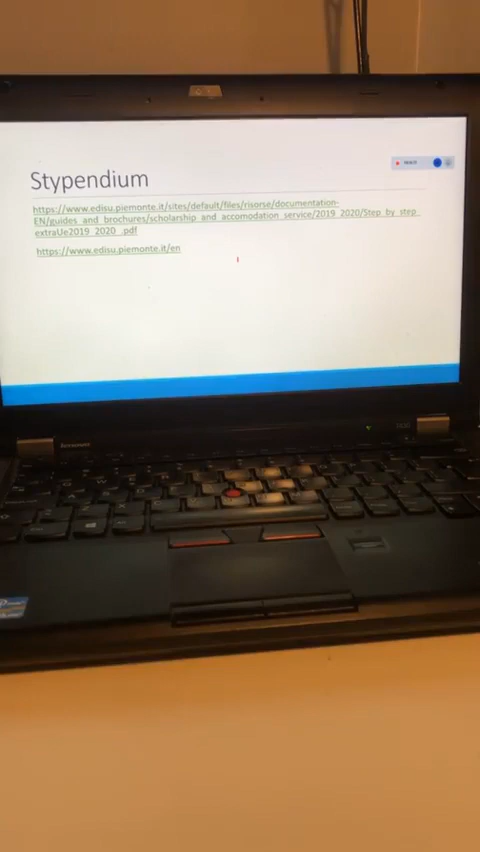 Stypendium
https://www.edisu.piemonte.it/sites/default/files/risorse/documentation-
EN/guides_and_brochures/scholarship_and_accomodation_service/2019_2020/Step_by_step_
extraUe2019_2020_.pdf
https://www.edisu.piemonte.it/en
lenovo